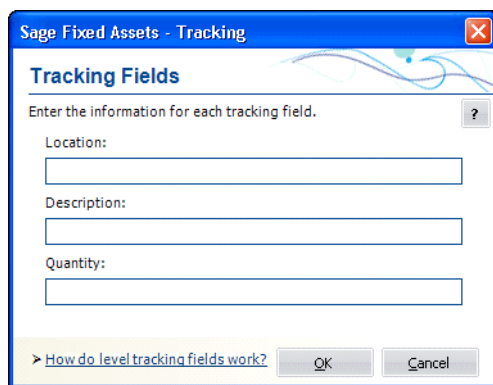 Sage Fixed Assets - Tracking
Tracking Fields
Enter the information for each tracking field.
?
Location:
Description:
Quantity:
How do level tracking fields work?
OK
Cancel